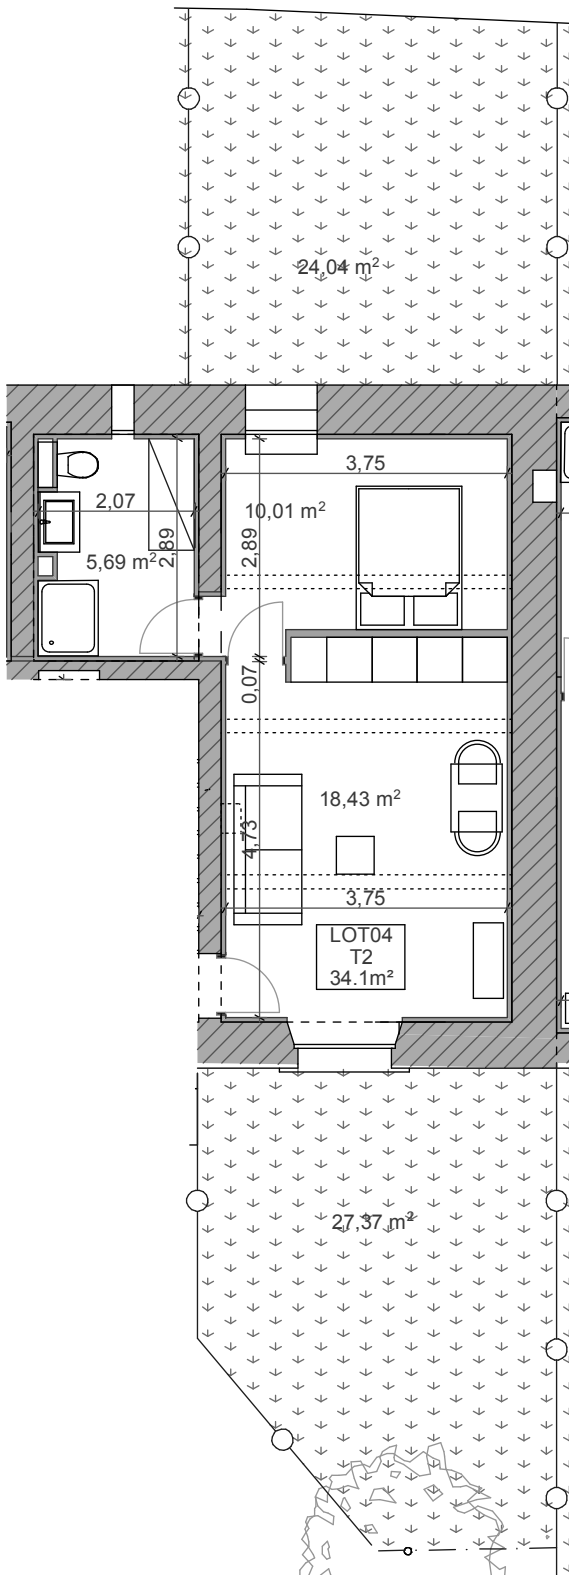 24,04 m²
3,75
2,07
10,01 m²
2,89
2,89
5,69 m²
0,07
18,43 m²
4,73
3,75
LOT04
T2
34.1m²
27,37 m²